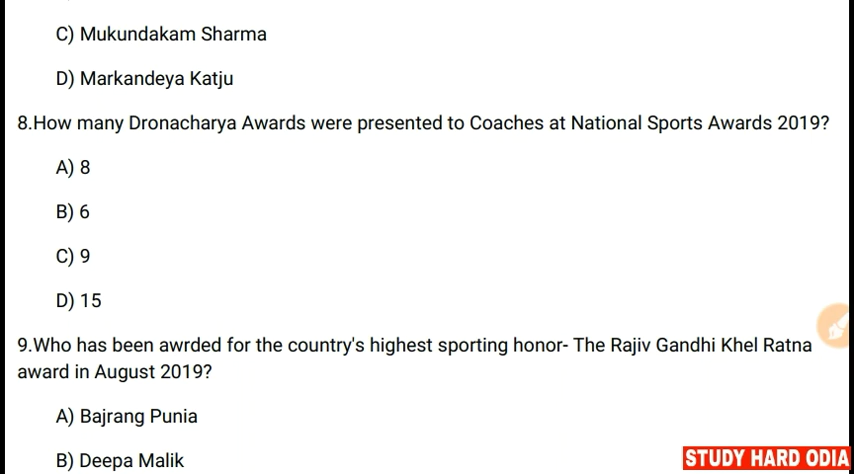 C) Mukundakam Sharma
D) Markandeya Katju
8.How many Dronacharya Awards were presented to Coaches at National Sports Awards 2019?
A) 8
B) 6
C) 9
D) 15
9.Who has been awrded for the country's highest sporting honor- The Rajiv Gandhi Khel Ratna
award in August 2019?
A) Bajrang Punia
B) Deepa Malik
STUDY HARD ODIA